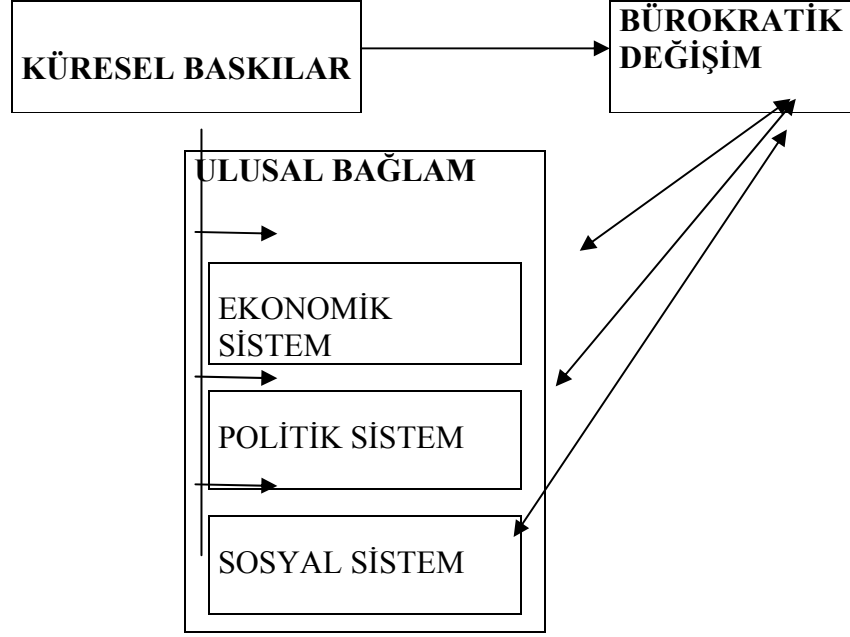 KÜRESEL BASKILAR
BÜROKRATİK
DEĞİŞİM
ULUSAL BAĞLAM
EKONOMİK
SİSTEM
POLİTİK SİSTEM
SOSYAL SİSTEM